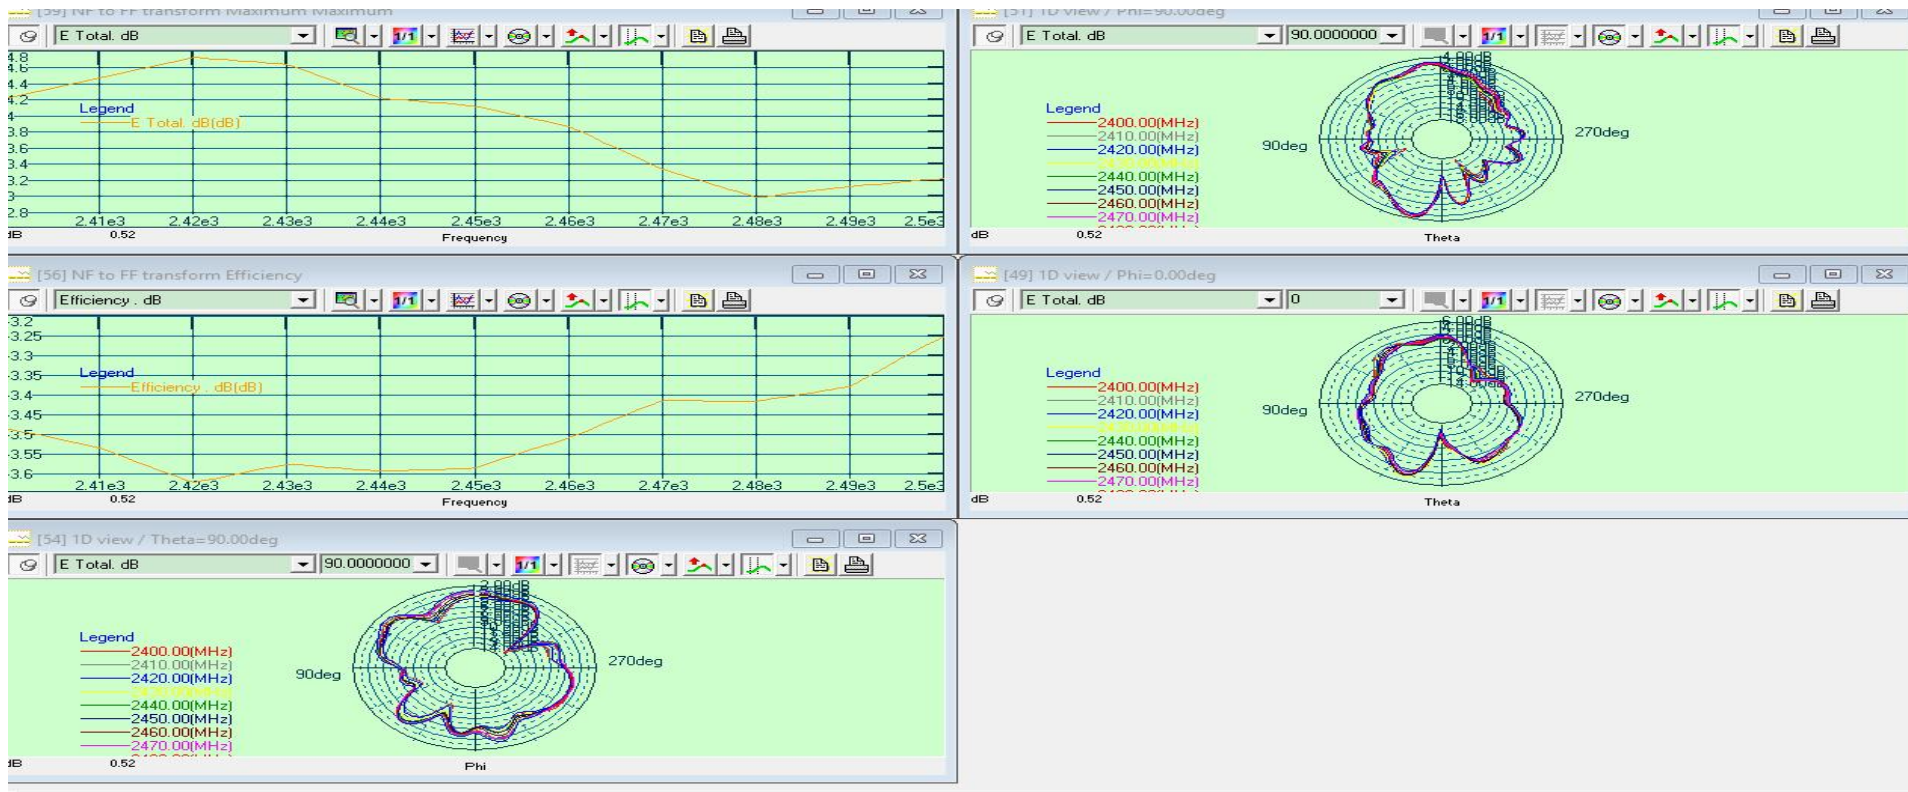 [59] NF to FF transform Maximum Maximum
E Total. dB
4.8
4.6
4.4
4.2
4
3.8
3.6
3.4
3.2
3
2.8
Legend
E Total. dB(dB)
2.41e3 2.42e3 2.43e3 2.44e3 2.45e3 2.46e3 2.47e3 2.48e3 2.49e3 2.5e3
dB 0.52 Frequency
[51] 1D view / Phi=90.00deg
E Total. dB 90.0000000
Legend
2400.00(MHz)
2410.00(MHz)
2420.00(MHz)
2440.00(MHz)
2450.00(MHz)
2460.00(MHz)
2470.00(MHz)
90deg
270deg
dB 0.52 Theta
[56] NF to FF transform Efficiency
Efficiency . dB
-3.2
-3.25
-3.3
-3.35
-3.4
-3.45
-3.5
-3.55
-3.6
Legend
Efficiency . dB(dB)
2.41e3 2.42e3 2.43e3 2.44e3 2.45e3 2.46e3 2.47e3 2.48e3 2.49e3 2.5e3
dB 0.52 Frequency
[49] 1D view / Phi=0.00deg
E Total. dB 0
6.00dB
Legend
2400.00(MHz)
2410.00(MHz)
2420.00(MHz)
2440.00(MHz)
2450.00(MHz)
2460.00(MHz)
2470.00(MHz)
90deg
270deg
dB 0.52 Theta
[54] 1D view / Theta=90.00deg
E Total. dB 90.0000000
Legend
2400.00(MHz)
2410.00(MHz)
2420.00(MHz)
2440.00(MHz)
2450.00(MHz)
2460.00(MHz)
2470.00(MHz)
90deg
270deg
dB 0.52 Phi